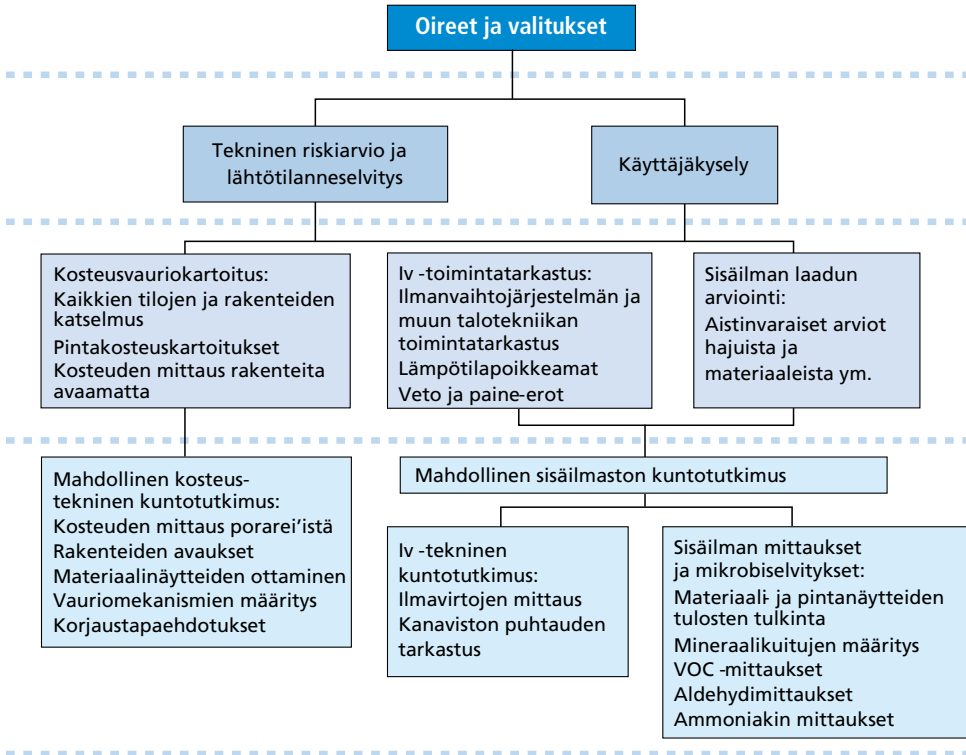 Oireet ja valitukset
Tekninen riskiarvio ja
lähtötilanneselvitys
Käyttäjäkysely
Kosteusvauriokartoitus:
Kaikkien tilojen ja rakenteiden
katselmus
Pintakosteuskartoitukset
Kosteuden mittaus rakenteita
avaamatta
Iv -toimintatarkastus:
Ilmanvaihtojärjestelmän ja
muun talotekniikan
toimintatarkastus
Lämpötilapoikkeamat
Veto ja paine-erot
Sisäilman laadun
arviointi:
Aistinvaraiset arviot
hajuista ja
materiaaleista ym.
Mahdollinen kosteus-
tekninen kuntotutkimus:
Kosteuden mittaus porarei'istä
Rakenteiden avaukset
Materiaalinäytteiden ottaminen
Vauriomekanismien määritys
Korjaustapaehdotukset
Mahdollinen sisäilmaston kuntotutkimus
Iv -tekninen
kuntotutkimus:
Ilmavirtojen mittaus
Kanaviston puhtauden
tarkastus
Sisäilman mittaukset
ja mikrobiselvitykset:
Materiaali- ja pintanäytteiden
tulosten tulkinta
Mineraalikuitujen määritys
VOC -mittaukset
Aldehydimittaukset
Ammoniakin mittaukset